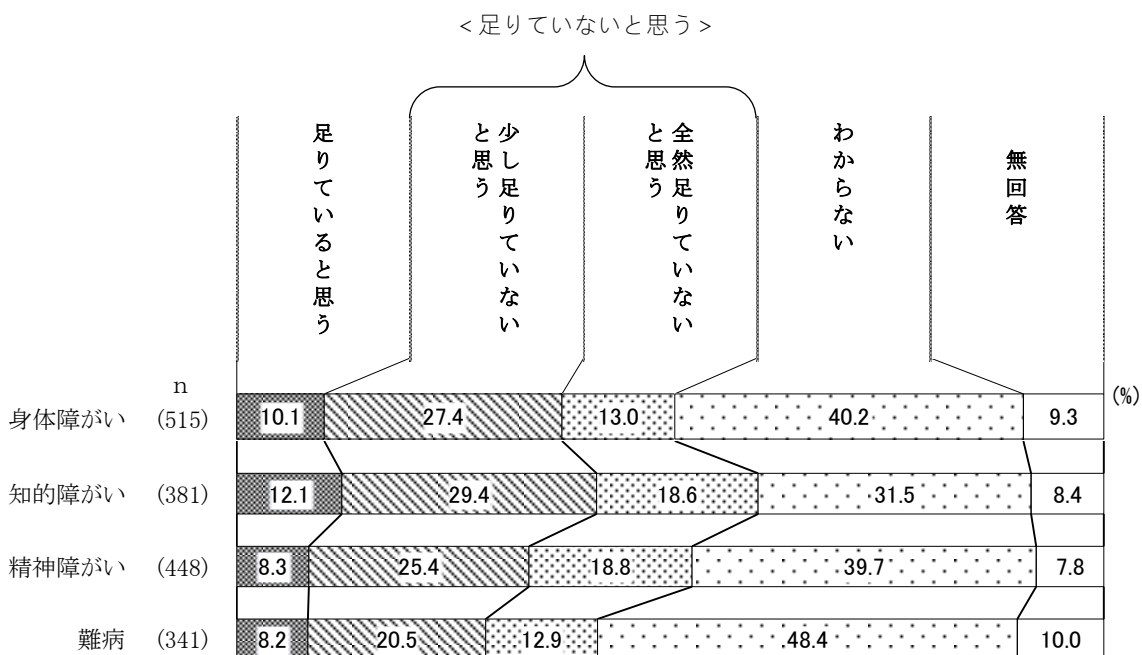 <足りていないと思う>
足りていると思う
少し足りていない
と思う
全然足りていない
と思う
わからない
無回答
n
(%)
身体障がい (515) 10.1 27.4 13.0 40.2 9.3
知的障がい (381) 12.1 29.4 18.6 31.5 8.4
精神障がい (448) 8.3 25.4 18.8 39.7 7.8
難病 (341) 8.2 20.5 12.9 48.4 10.0